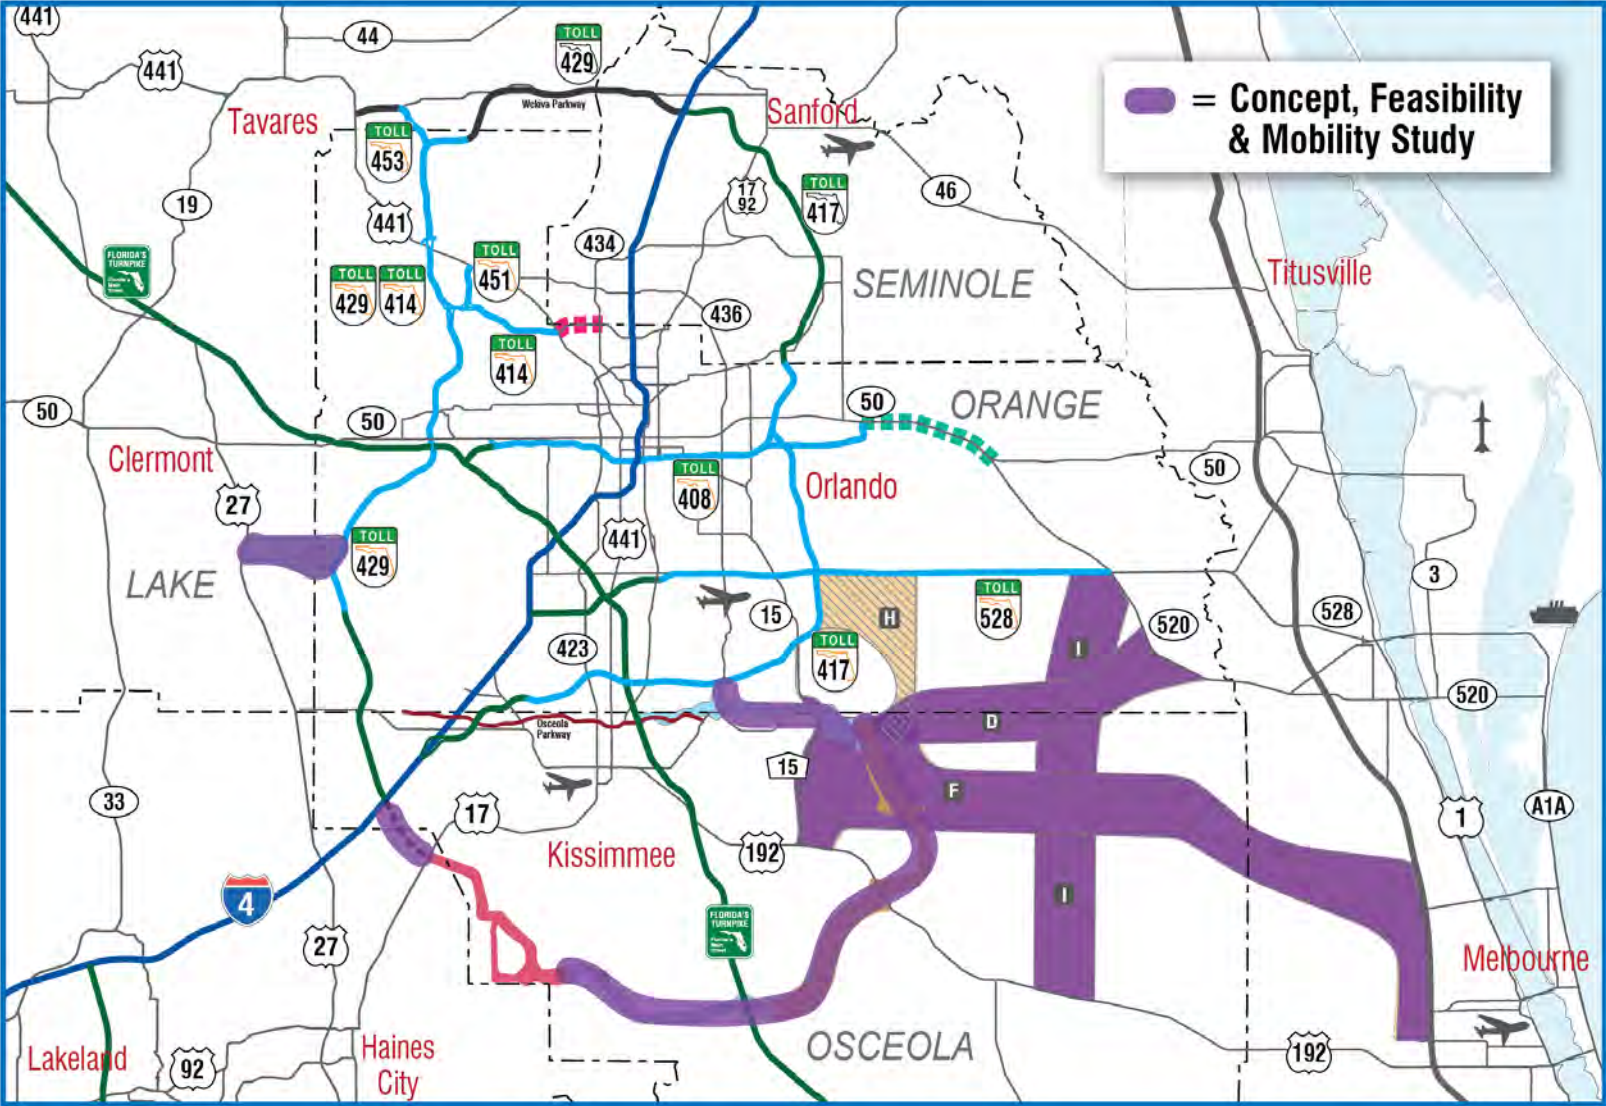 441
44
TOLL
429
441
= Concept, Feasibility
& Mobility Study
Wekiva Parkway
Sanford
Tavares
TOLL
453
17
92
TOLL
417
46
19
441
434
FLORIDA'S
TURNPIKE
TOLL
451
TOLL
429
TOLL
414
SEMINOLE
Titusville
436
TOLL
414
50
50
50
ORANGE
Clermont
TOLL
408
Orlando
50
27
441
TOLL
429
LAKE
3
15
H
TOLL
528
528
520
423
TOLL
417
I
520
D
Osceola
Parkway
15
F
33
17
1
A1A
Kissimmee
192
I
4
FLORIDA'S
TURNPIKE
27
Melbourne
OSCEOLA
Lakeland
92
Haines
City
192